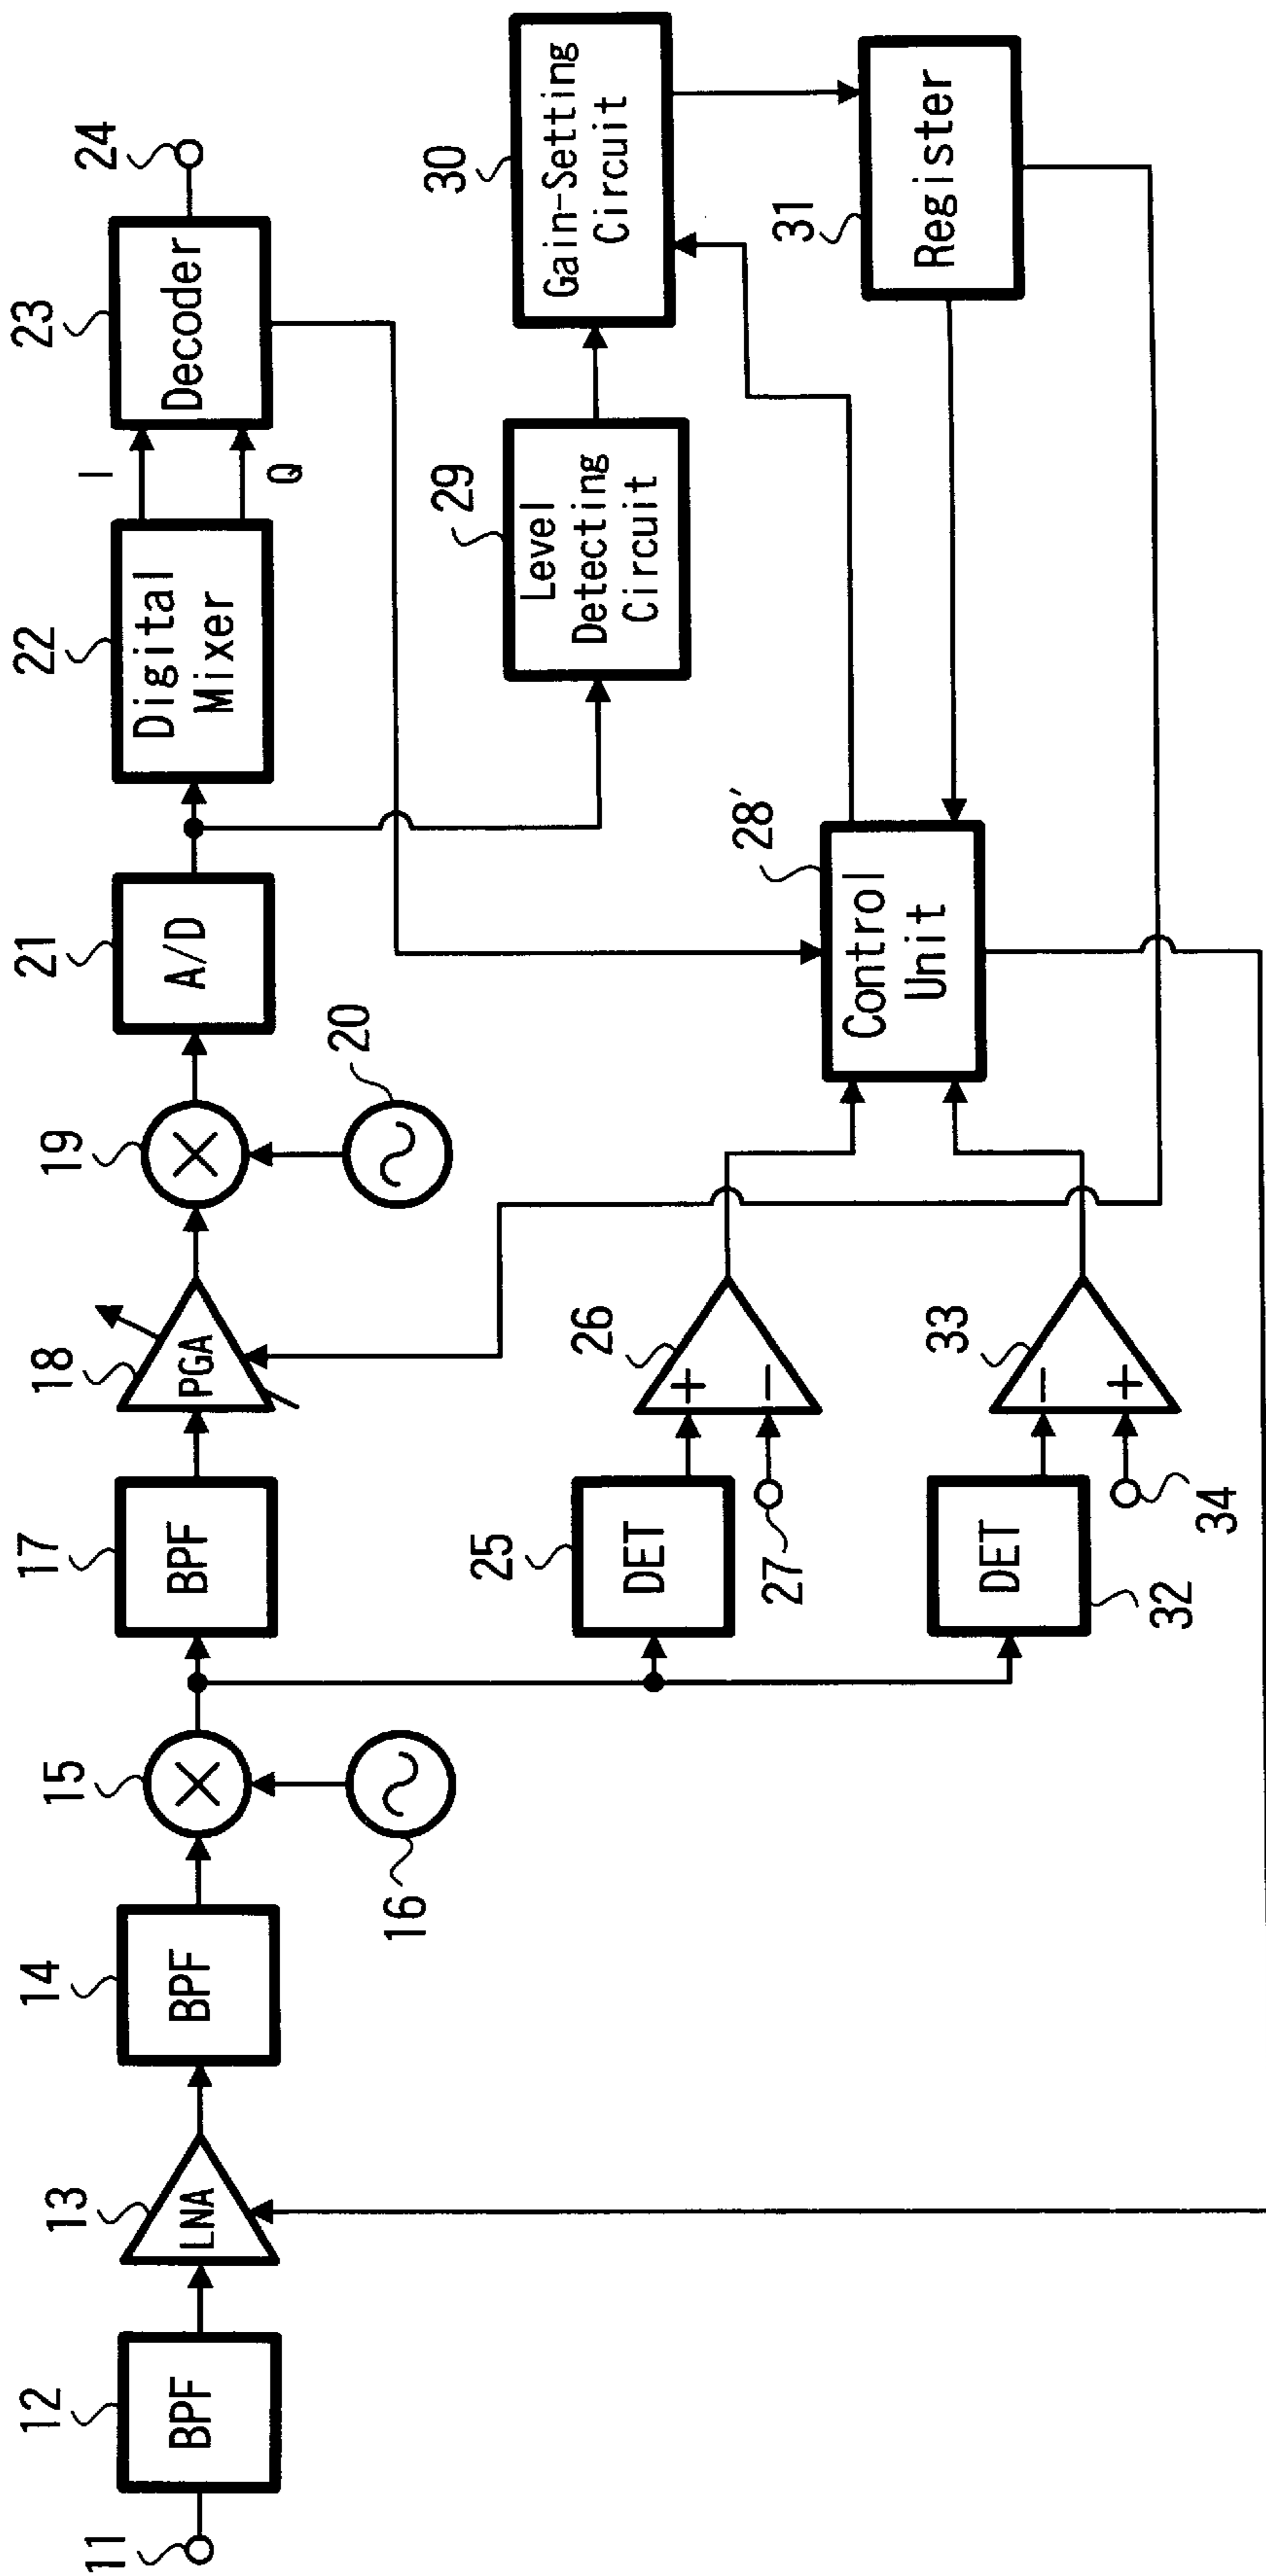 11
12
BPF
13
LNA
14
BPF
15
16
17
BPF
18
PGA
19
20
21
A/D
22
Digital
Mixer
I
Q
23
Decoder
24
25
DET
26
+
−
27
28′
Control
Unit
29
Level
Detecting
Circuit
30
Gain-Setting
Circuit
31
Register
32
DET
33
−
+
34